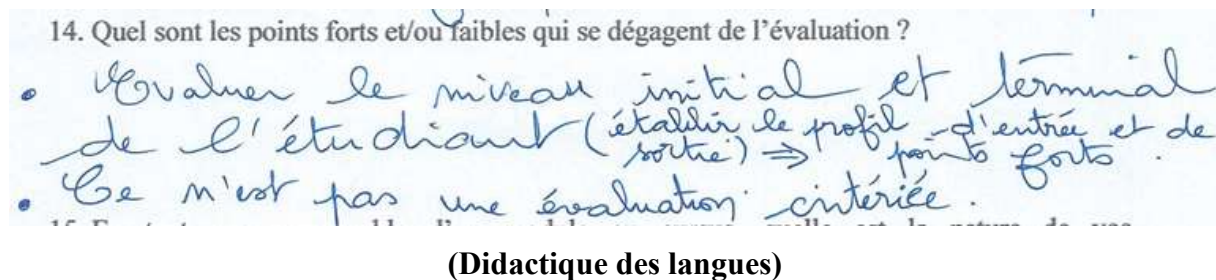 14. Quel sont les points forts et/ou faibles qui se dégagent de l'évaluation ?
• Evaluer le niveau initial et terminal
de l'étudiant (établir le profil d'entrée et de
sortie) ⇒ points forts.
• Ce n'est pas une évaluation critériée.
(Didactique des langues)